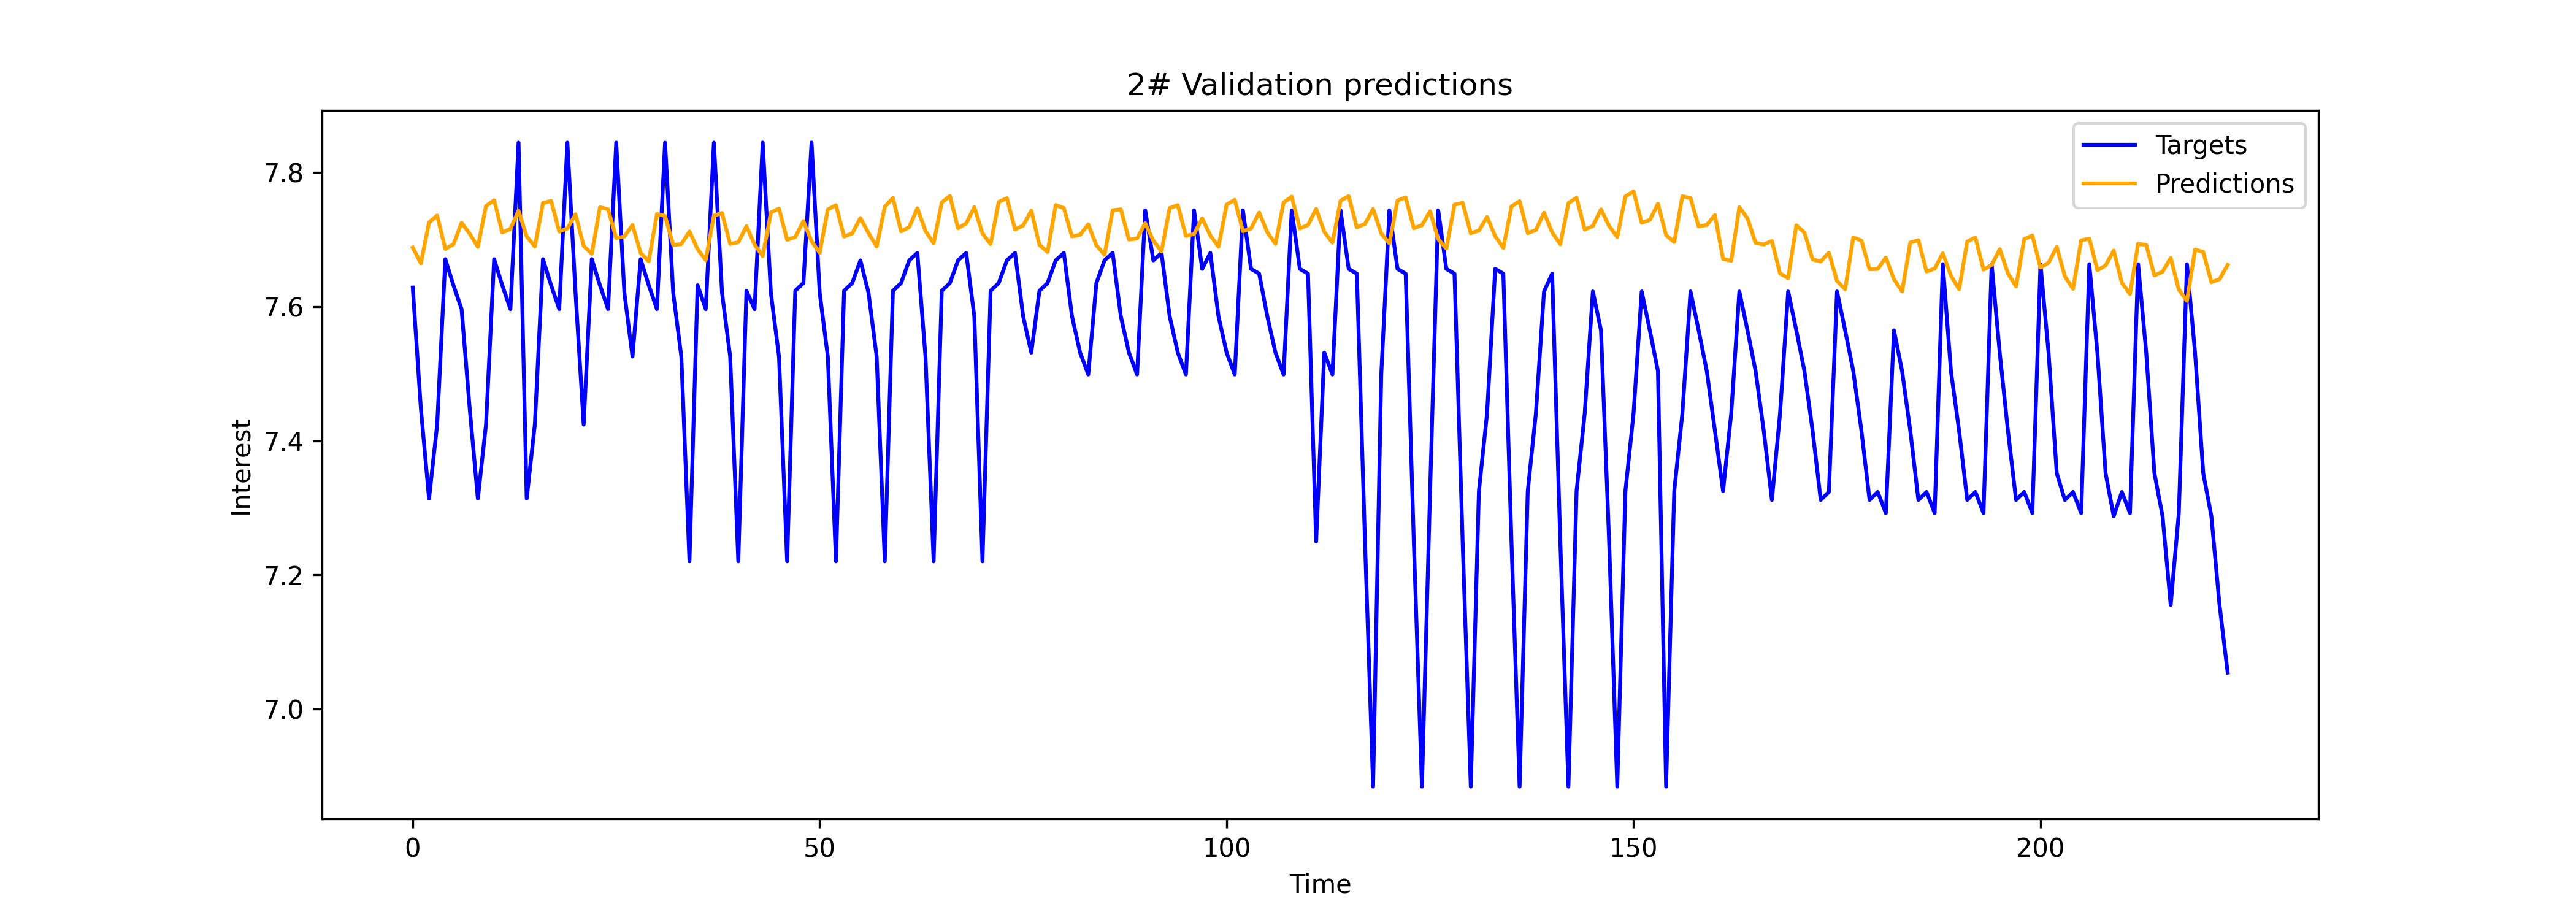 2# Validation predictions
Targets
Predictions
Interest
7.8
7.6
7.4
7.2
7.0
0
50
100
150
200
Time